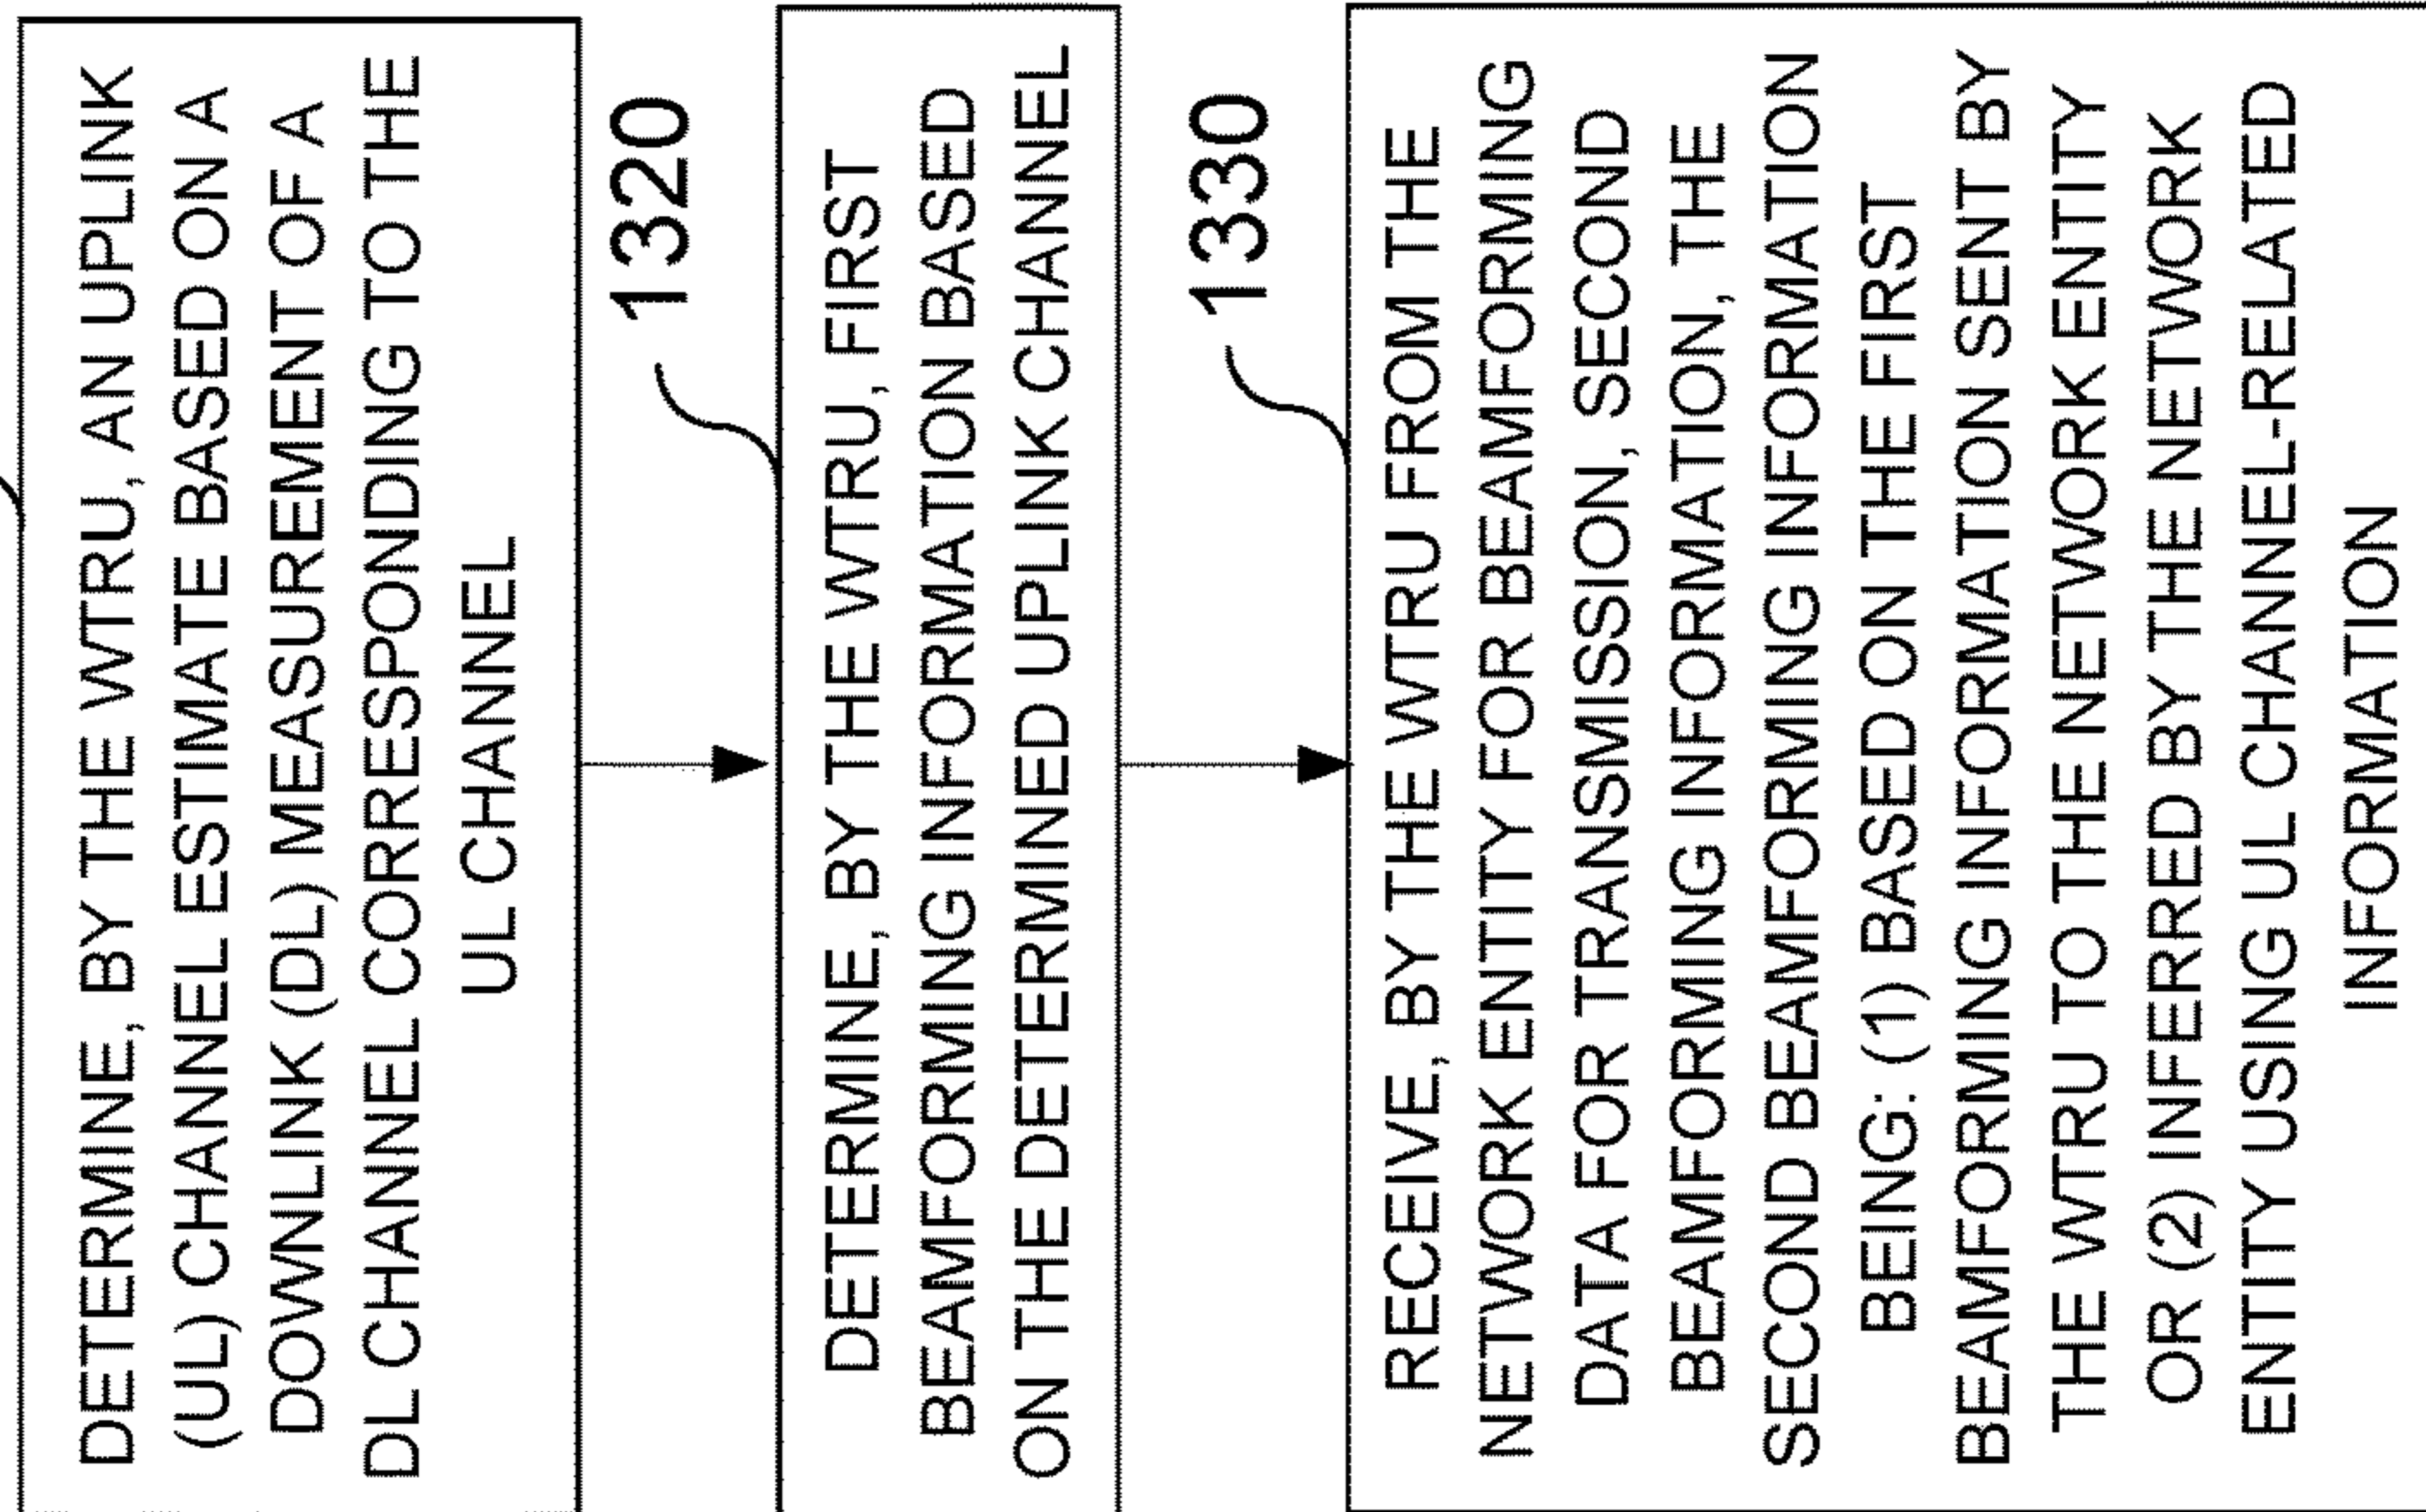 DETERMINE, BY THE WTRU, AN UPLINK
(UL) CHANNEL ESTIMATE BASED ON A
DOWNLINK (DL) MEASUREMENT OF A
DL CHANNEL CORRESPONDING TO THE
UL CHANNEL
1320
DETERMINE, BY THE WTRU, FIRST
BEAMFORMING INFORMATION BASED
ON THE DETERMINED UPLINK CHANNEL
1330
RECEIVE, BY THE WTRU FROM THE
NETWORK ENTITY FOR BEAMFORMING
DATA FOR TRANSMISSION, SECOND
BEAMFORMING INFORMATION, THE
SECOND BEAMFORMING INFORMATION
BEING: (1) BASED ON THE FIRST
BEAMFORMING INFORMATION SENT BY
THE WTRU TO THE NETWORK ENTITY
OR (2) INFERRED BY THE NETWORK
ENTITY USING UL CHANNEL-RELATED
INFORMATION